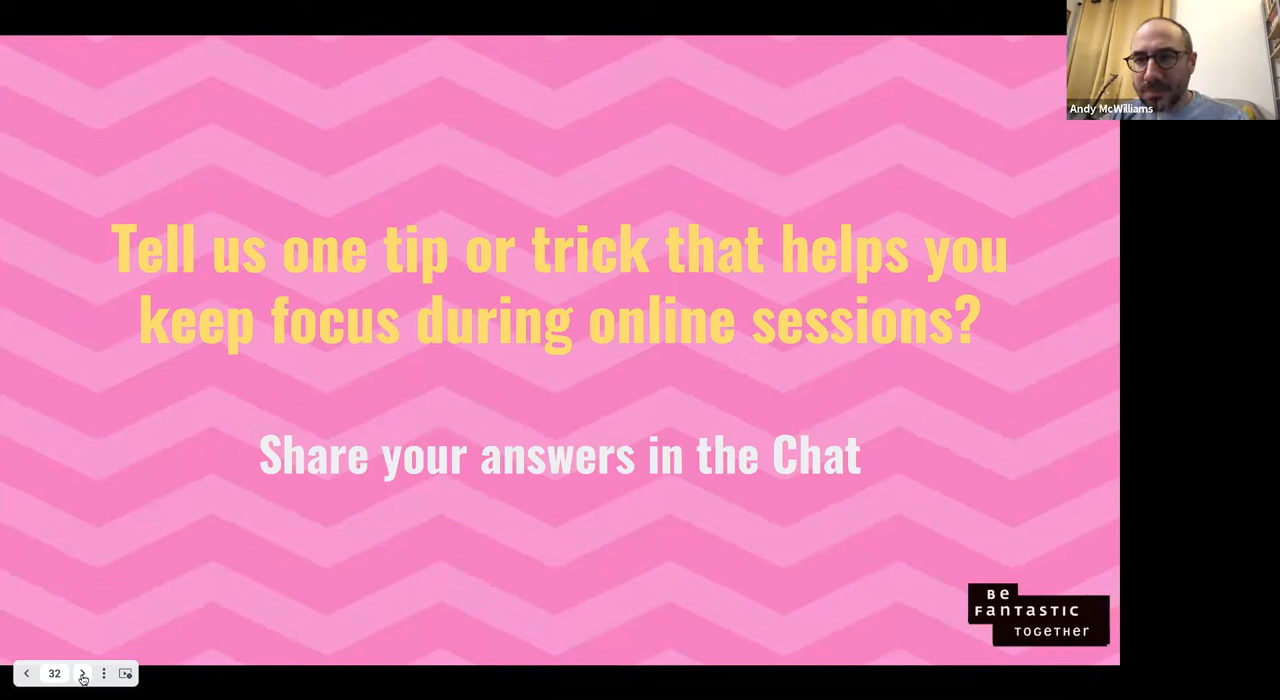 Andy McWilliams
Tell us one tip or trick that helps you
keep focus during online sessions?
Share your answers in the Chat
Be
Fantastic
Together
32